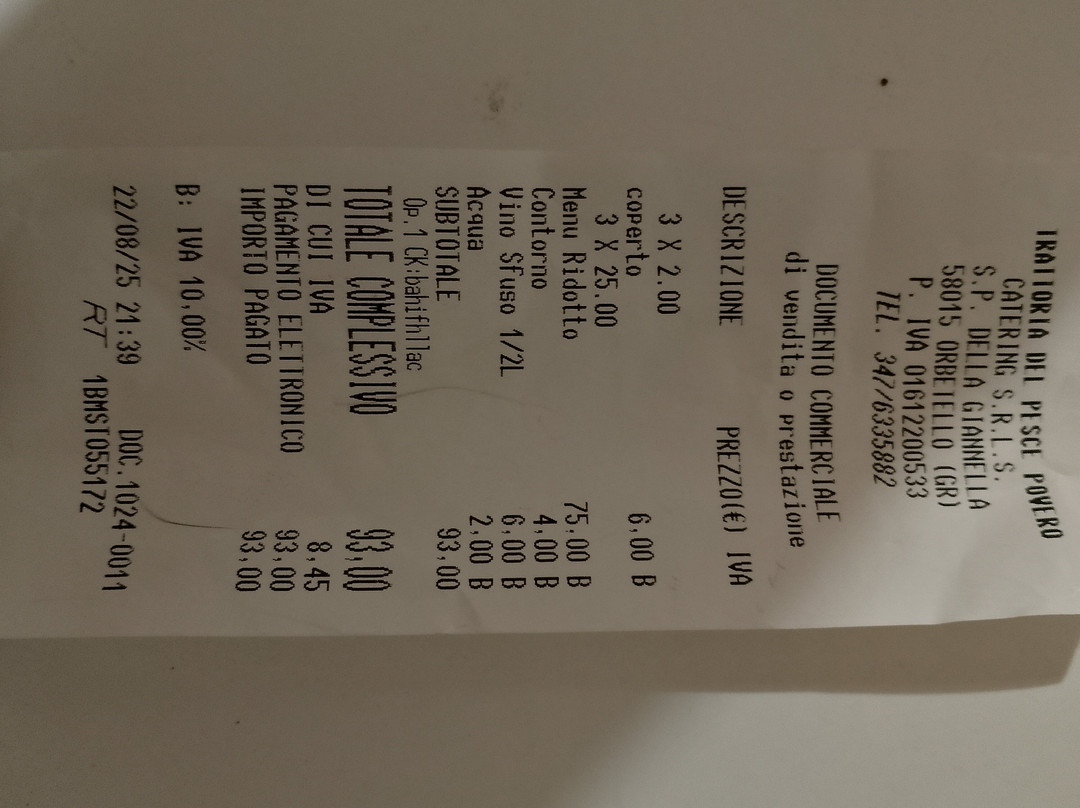 TRATTORIA DEL PESCE POVERO
CATERING S.R.L.S.
S.P. DELLA GIANNELLA
58015 ORBETELLO (GR)
P. IVA 01612200533
TEL. 347/6335882
DOCUMENTO COMMERCIALE
di vendita o prestazione
DESCRIZIONE PREZZO(€) IVA
3 X 2.00
coperto 6,00 B
3 X 25.00
Menu Ridotto 75,00 B
Contorno 4,00 B
Vino Sfuso 1/2L 6,00 B
Acqua 2,00 B
SUBTOTALE 93,00
Op.1 CK:bahifhllac
TOTALE COMPLESSIVO 93,00
DI CUI IVA 8,45
PAGAMENTO ELETTRONICO 93,00
IMPORTO PAGATO 93,00
B: IVA 10.00%
22/08/25 21:39 DOC.1024-0011
RT 1BMST055172